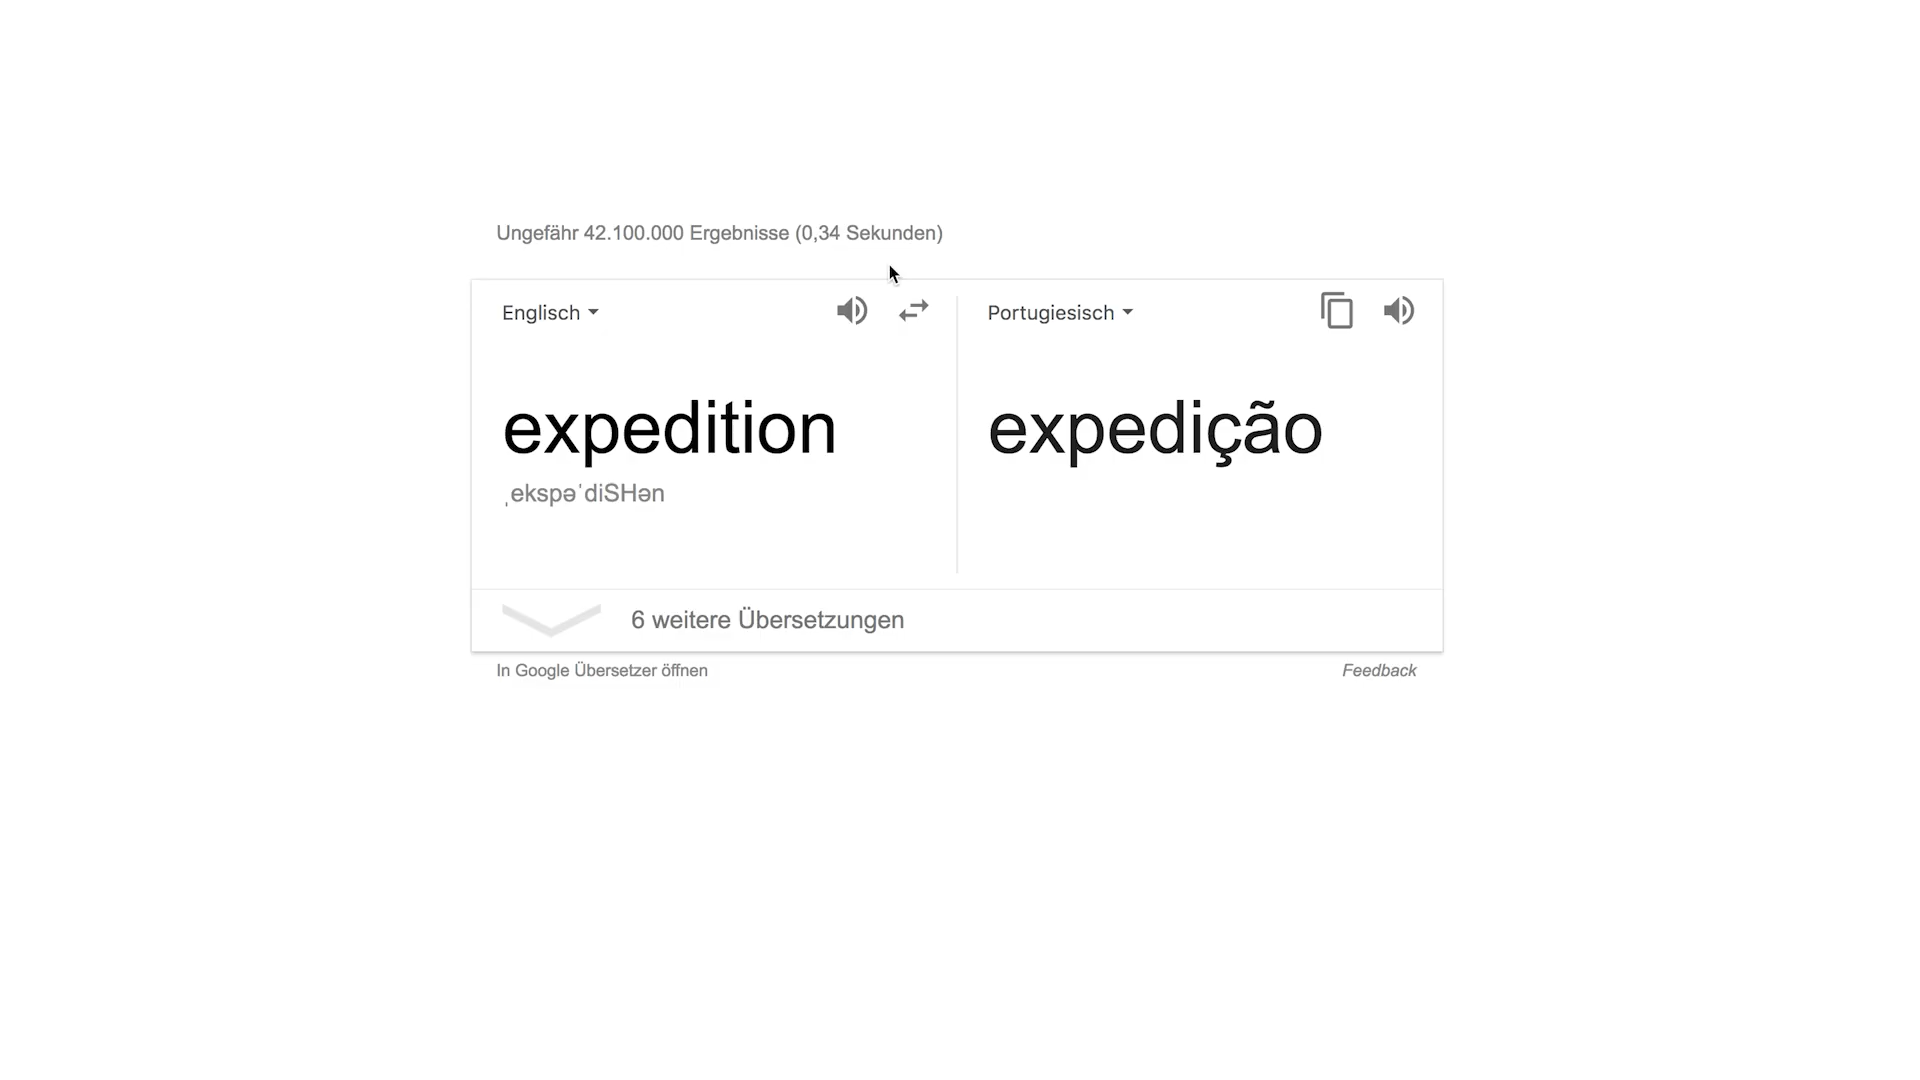 Ungefähr 42.100.000 Ergebnisse (0,34 Sekunden)
Englisch
Portugiesisch
expedition
expedição
ˌekspəˈdiSHən
6 weitere Übersetzungen
In Google Übersetzer öffnen
Feedback